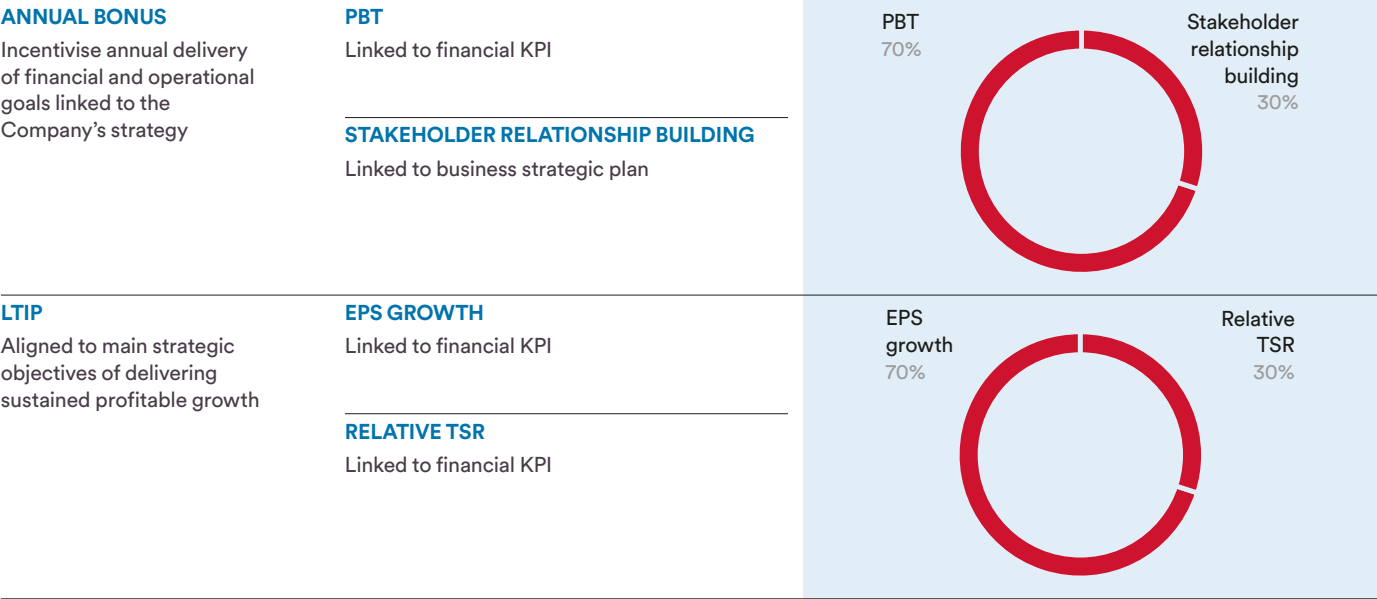 ANNUAL BONUS
Incentivise annual delivery
of financial and operational
goals linked to the
Company’s strategy
PBT
Linked to financial KPI
STAKEHOLDER RELATIONSHIP BUILDING
Linked to business strategic plan
PBT
70%
Stakeholder
relationship
building
30%
LTIP
Aligned to main strategic
objectives of delivering
sustained profitable growth
EPS GROWTH
Linked to financial KPI
RELATIVE TSR
Linked to financial KPI
EPS
growth
70%
Relative
TSR
30%